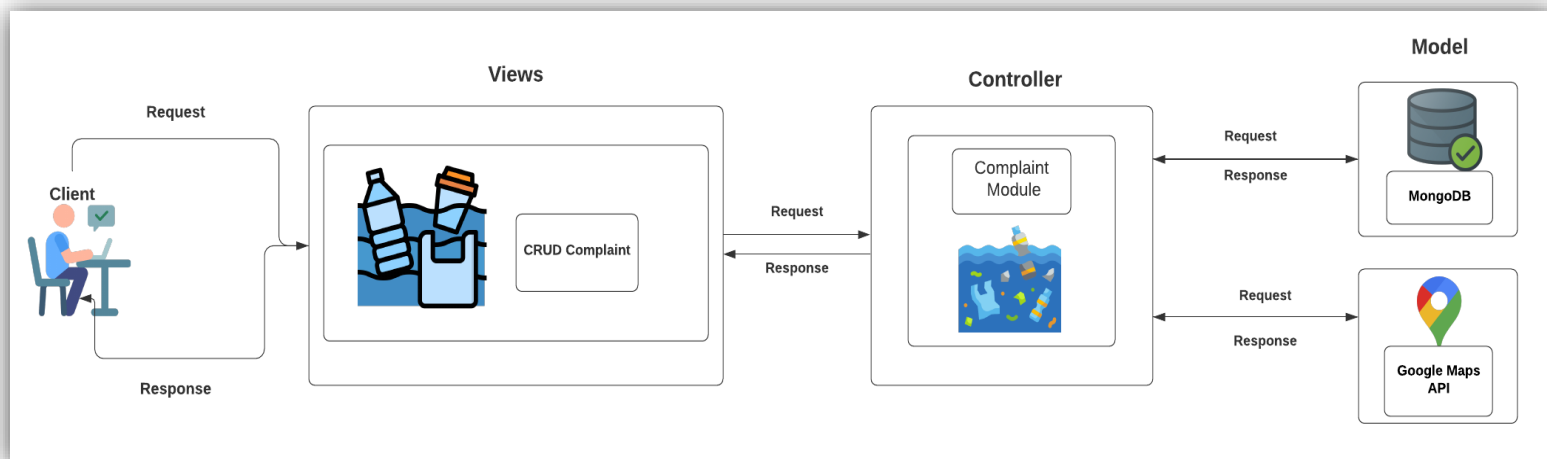 Model
Views
Controller
Request
Request
Complaint
Module
Response
Client
MongoDB
Request
CRUD Complaint
Response
Request
Response
Google Maps
API
Response